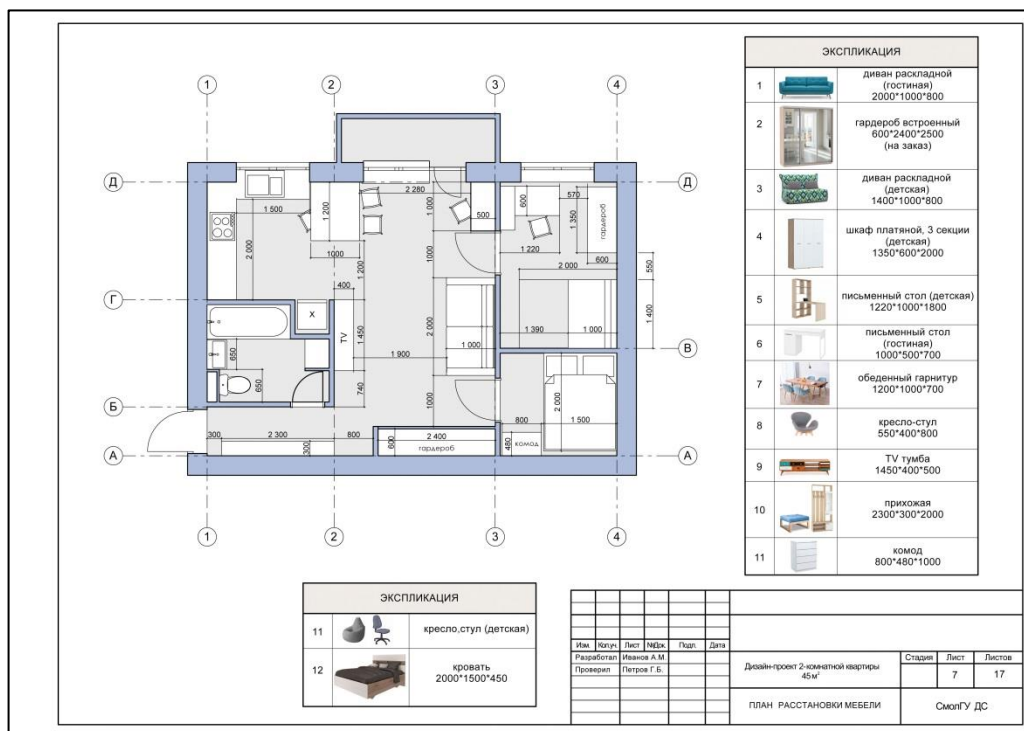 ЭКСПЛИКАЦИЯ
1
диван раскладной
(гостиная)
2000*1000*800
2
гардероб встроенный
600*2400*2500
(на заказ)
3
диван раскладной
(детская)
1400*1000*800
4
шкаф платяной, 3 секции
(детская)
1350*600*2000
5
письменный стол (детская)
1220*1000*1800
6
письменный стол
(гостиная)
1000*500*700
7
обеденный гарнитур
1200*1000*700
8
кресло-стул
550*400*800
9
TV тумба
1450*400*500
10
прихожая
2300*300*2000
11
комод
800*480*1000
1
2
3
4
Д
Д
Г
В
Б
А
А
1
2
3
4
2 280
1 500
1 200
1 000
500
600
570
1 350
гардероб
2 000
1000
1 200
1000
1 220
600
2 000
550
400
X
TV
1 450
2 000
1 000
1 390
1 000
1 400
650
650
1 900
740
1000
2 000
800
1 500
480
комод
300
2 300
800
300
600
2 400
гардероб
ЭКСПЛИКАЦИЯ
11
кресло,стул (детская)
12
кровать
2000*1500*450
Изм.
Кол.уч.
Лист
№Док.
Подп.
Дата
Разработал
Иванов А.М.
Проверил
Петров Г.Б.
Дизайн-проект 2-комнатной квартиры
45м²
Стадия
Лист
Листов
7
17
ПЛАН РАССТАНОВКИ МЕБЕЛИ
СмолГУ ДС